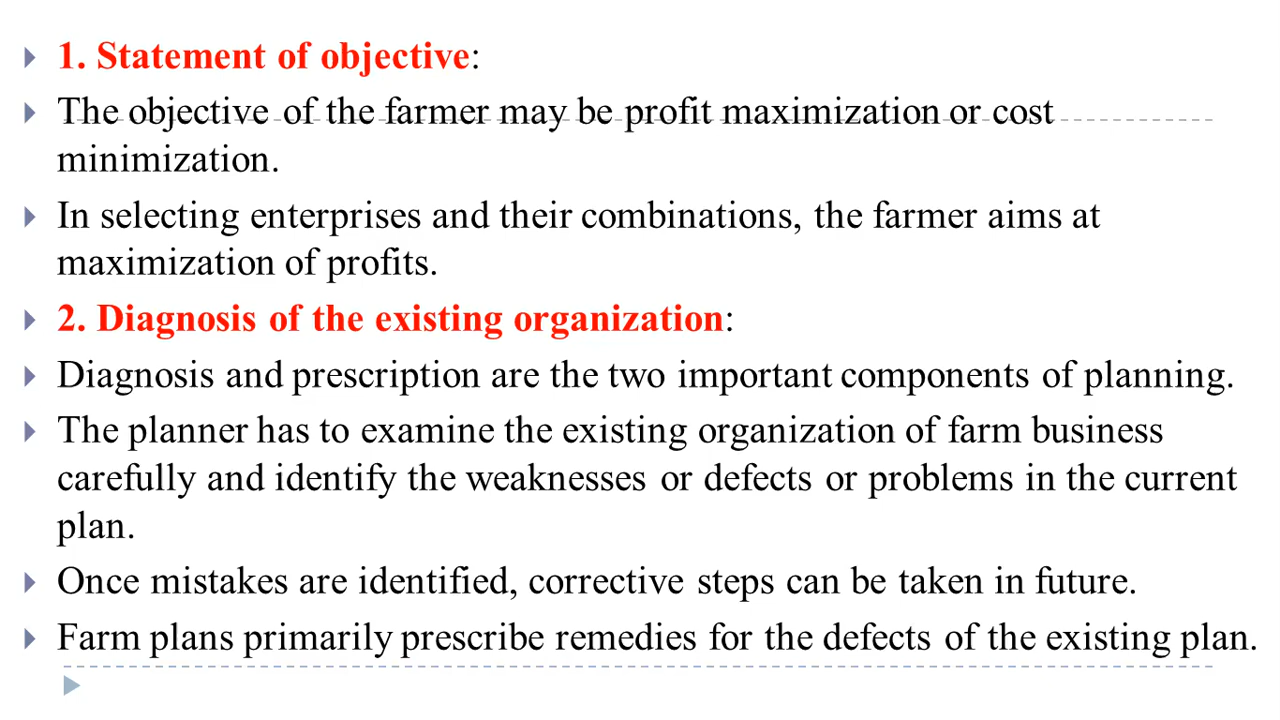 1. Statement of objective:
The objective of the farmer may be profit maximization or cost
minimization.
In selecting enterprises and their combinations, the farmer aims at
maximization of profits.
2. Diagnosis of the existing organization:
Diagnosis and prescription are the two important components of planning.
The planner has to examine the existing organization of farm business
carefully and identify the weaknesses or defects or problems in the current
plan.
Once mistakes are identified, corrective steps can be taken in future.
Farm plans primarily prescribe remedies for the defects of the existing plan.